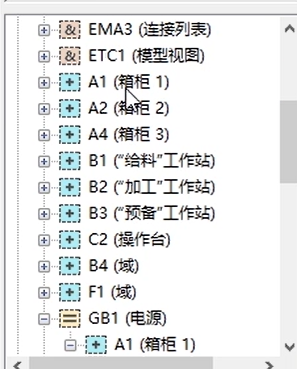 & EMA3 (连接列表)
& ETC1 (模型视图)
+ A1 (箱柜 1)
+ A2 (箱柜 2)
+ A4 (箱柜 3)
+ B1 (“给料”工作站)
+ B2 (“加工”工作站)
+ B3 (“预备”工作站)
+ C2 (操作台)
+ B4 (域)
+ F1 (域)
= GB1 (电源)
+ A1 (箱柜 1)